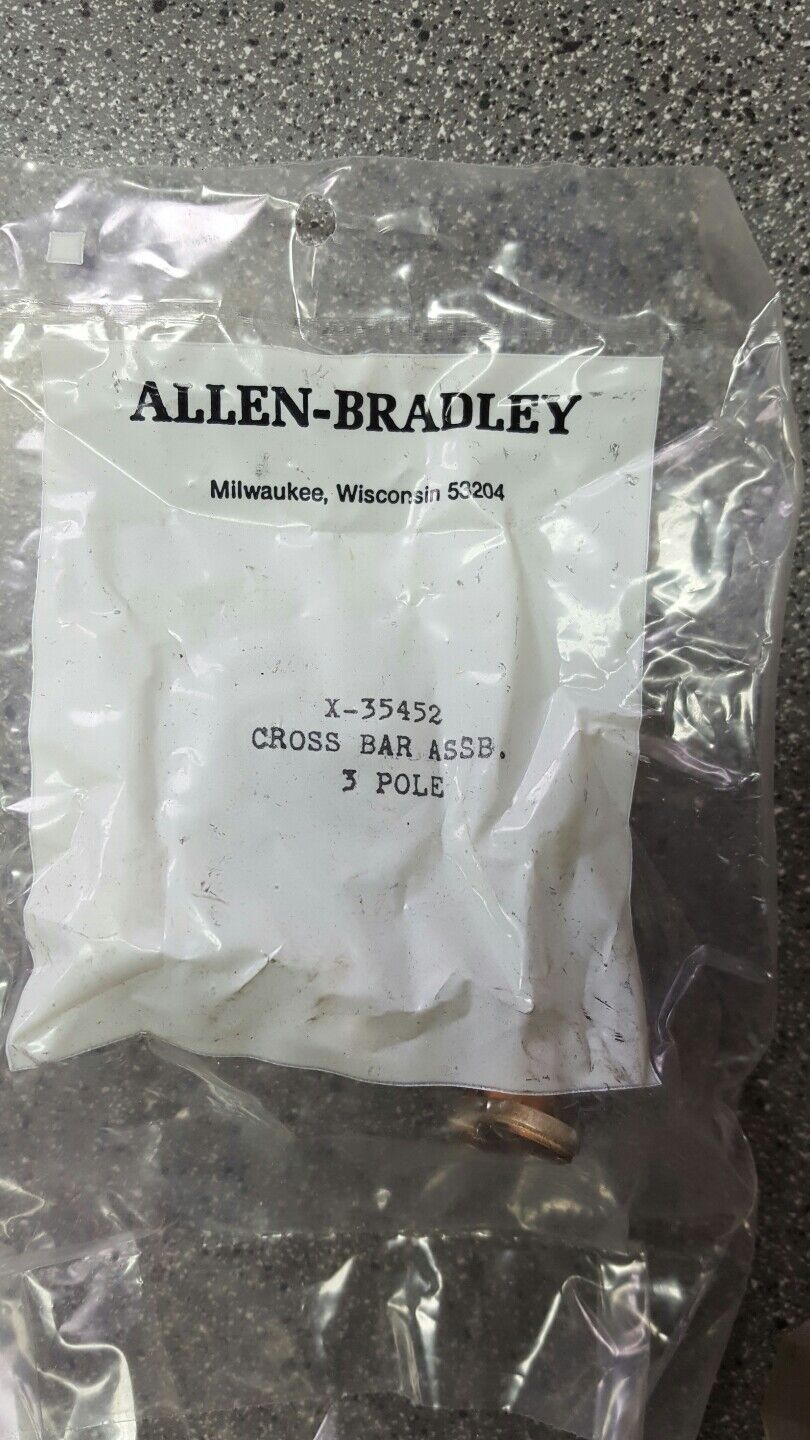 ALLEN-BRADLEY
Milwaukee, Wisconsin 53204
X-35452
CROSS BAR ASSB.
3 POLE